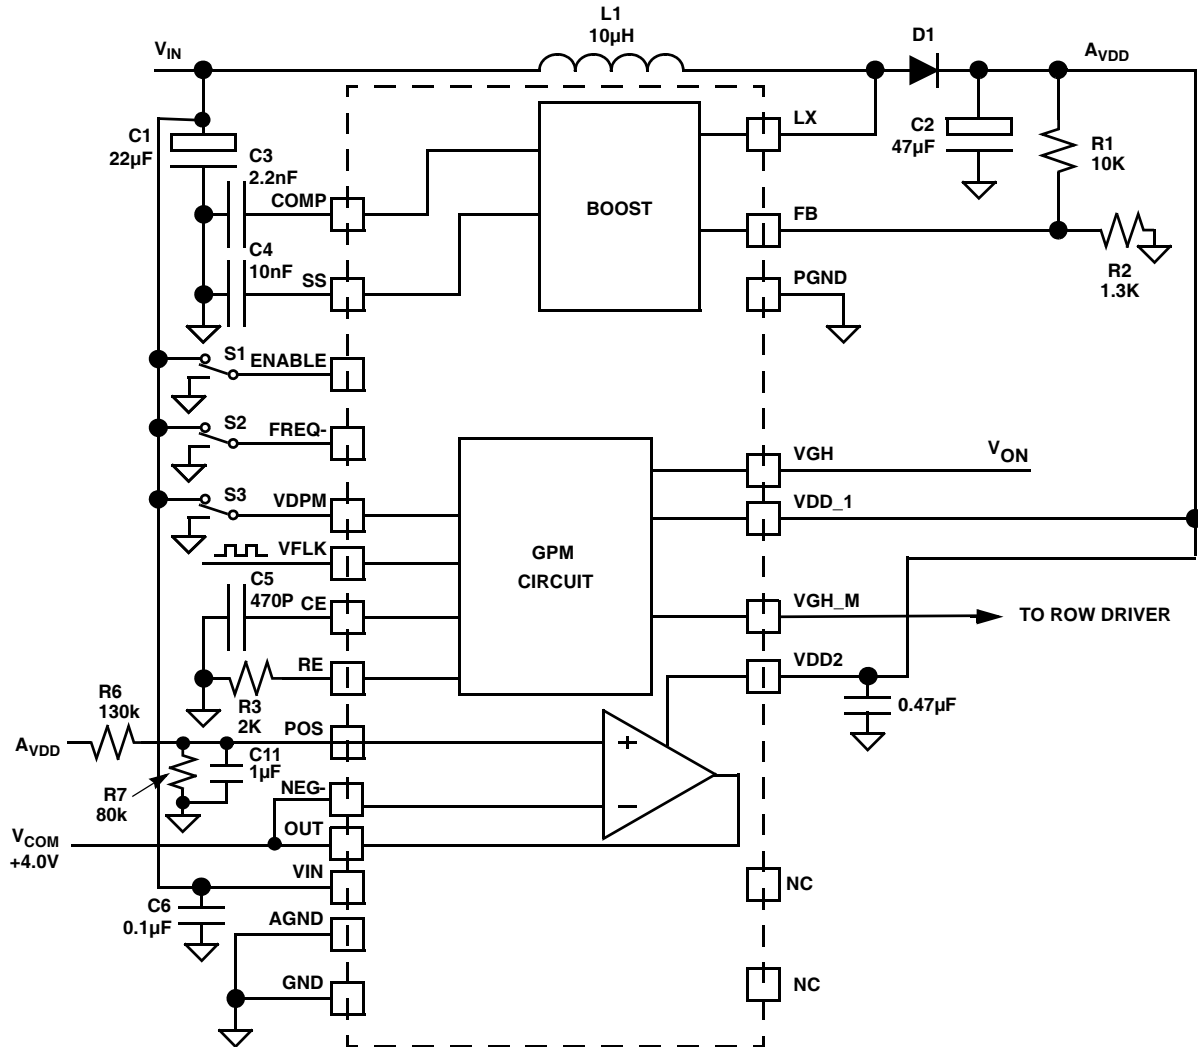 L1
10µH
D1
VIN
AVDD
C1
22µF
C3
2.2nF
COMP
C4
10nF
SS
BOOST
LX
C2
47µF
R1
10K
FB
R2
1.3K
PGND
S1
ENABLE
S2
FREQ-
S3
VDPM
VFLK
C5
470P
CE
RE
R3
2K
GPM
CIRCUIT
VGH
VON
VDD_1
VGH_M
TO ROW DRIVER
VDD2
0.47µF
R6
130k
AVDD
POS
C11
1µF
R7
80k
NEG-
OUT
VCOM
+4.0V
+
−
VIN
C6
0.1µF
AGND
GND
NC
NC